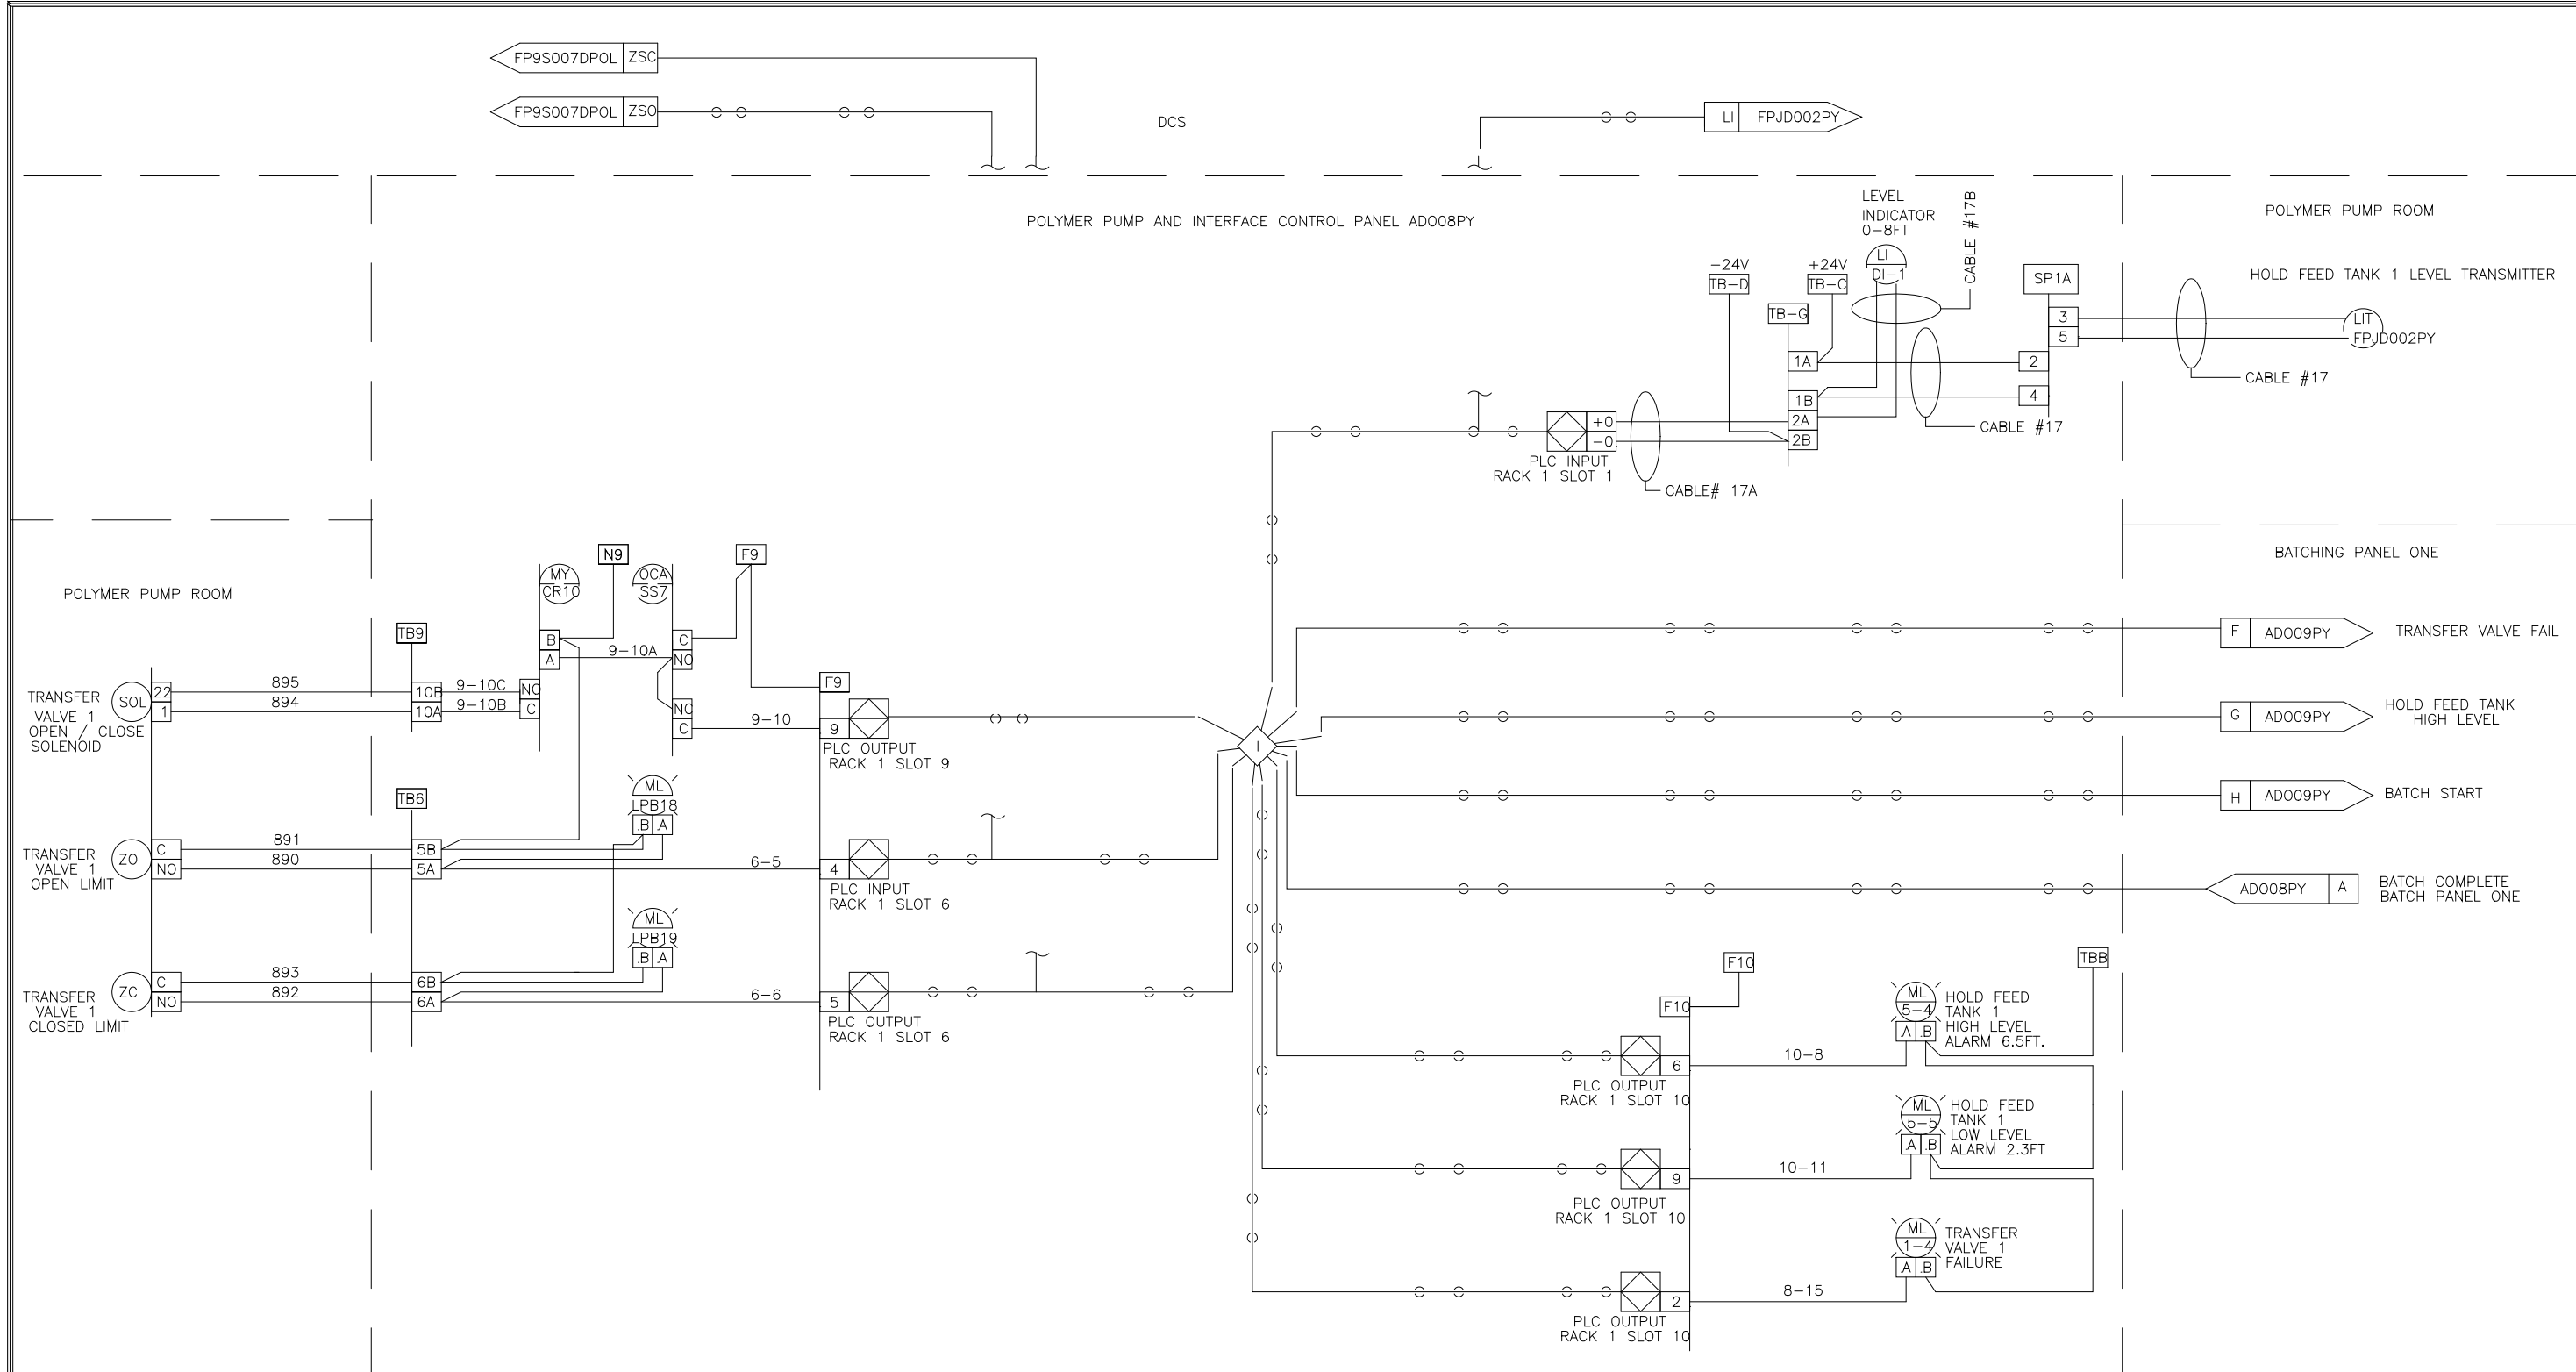 FP9S007DPOL ZSC
FP9S007DPOL ZSO
DCS
LI FPJD002PY
POLYMER PUMP AND INTERFACE CONTROL PANEL ADO08PY
LEVEL
INDICATOR
0-8FT
CABLE #17B
LI
DI-1
-24V
TB-D
+24V
TB-C
TB-G
1A
1B
2A
2B
SP1A
3
5
2
4
CABLE #17
+0
-0
PLC INPUT
RACK 1 SLOT 1
CABLE# 17A
POLYMER PUMP ROOM
HOLD FEED TANK 1 LEVEL TRANSMITTER
LIT
FPJD002PY
CABLE #17
BATCHING PANEL ONE
F ADO09PY
TRANSFER VALVE FAIL
G ADO09PY
HOLD FEED TANK
HIGH LEVEL
H ADO09PY
BATCH START
ADO08PY A
BATCH COMPLETE
BATCH PANEL ONE
POLYMER PUMP ROOM
TRANSFER
VALVE 1
OPEN / CLOSE
SOLENOID
SOL
22
1
895
894
TB9
10B
10A
9-10C
9-10B
NO
C
MY
CR10
B
A
N9
9-10A
OCA
SS7
C
NO
NO
C
F9
F9
9-10
9
PLC OUTPUT
RACK 1 SLOT 9
TRANSFER
VALVE 1
OPEN LIMIT
ZO
C
NO
891
890
TB6
5B
5A
ML
LPB18
.B A
6-5
4
PLC INPUT
RACK 1 SLOT 6
TRANSFER
VALVE 1
CLOSED LIMIT
ZC
C
NO
893
892
6B
6A
ML
LPB19
.B A
6-6
5
PLC OUTPUT
RACK 1 SLOT 6
I
F10
F10
TBB
6
PLC OUTPUT
RACK 1 SLOT 10
10-8
ML
5-4
A .B
HOLD FEED
TANK 1
HIGH LEVEL
ALARM 6.5FT.
9
PLC OUTPUT
RACK 1 SLOT 10
10-11
ML
5-5
A .B
HOLD FEED
TANK 1
LOW LEVEL
ALARM 2.3FT
2
PLC OUTPUT
RACK 1 SLOT 10
8-15
ML
1-4
A .B
TRANSFER
VALVE 1
FAILURE